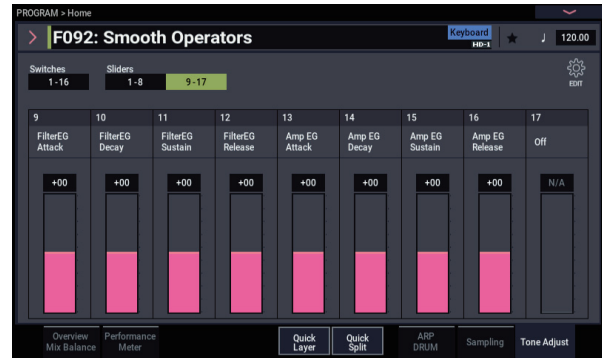 PROGRAM > Home
F092: Smooth Operators
Keyboard
HD-1
♩ 120.00
Switches
1-16
Sliders
1-8 9-17
EDIT
9 10 11 12 13 14 15 16 17
FilterEG FilterEG FilterEG FilterEG Amp EG Amp EG Amp EG Amp EG Off
Attack Decay Sustain Release Attack Decay Sustain Release
+00 +00 +00 +00 +00 +00 +00 +00 N/A
Overview Performance Quick Quick ARP Sampling Tone Adjust
Mix Balance Meter Layer Split DRUM